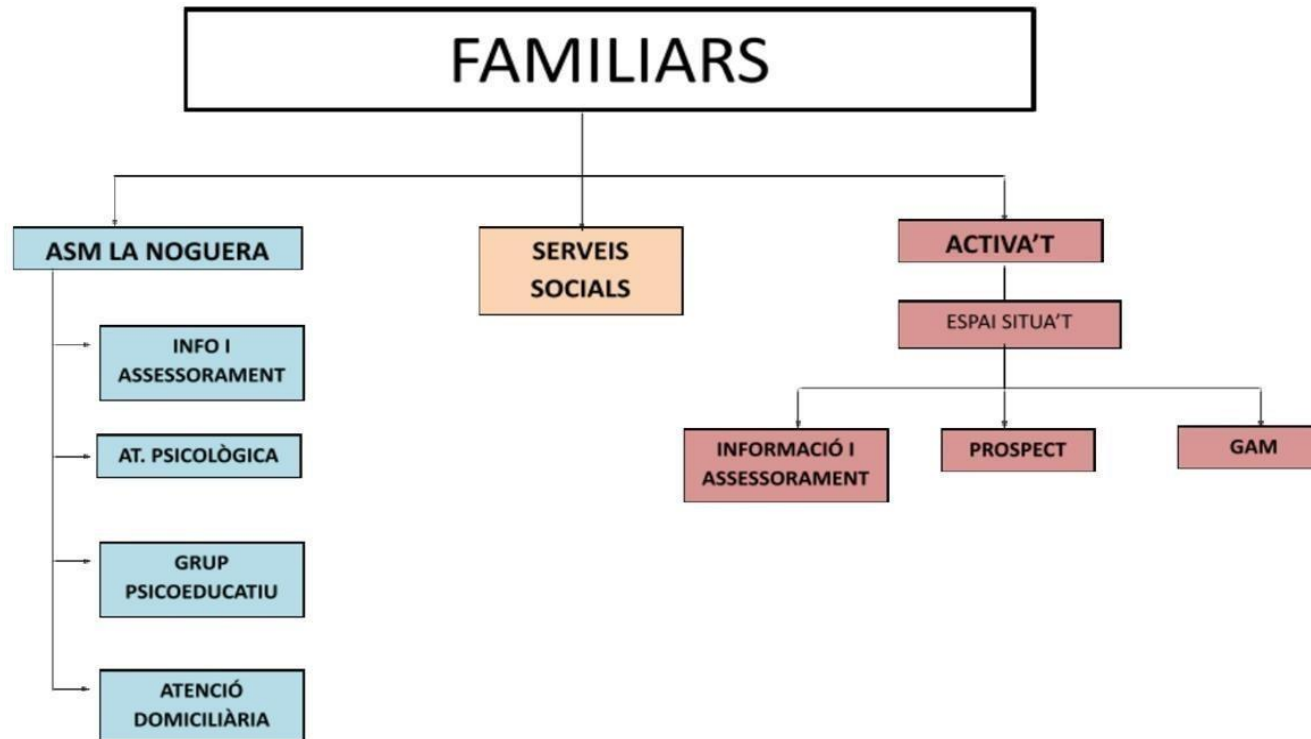 FAMILIARS
ASM LA NOGUERA
SERVEIS
SOCIALS
ACTIVA’T
ESPAI SITUA’T
INFO I
ASSESSORAMENT
AT. PSICOLÒGICA
GRUP
PSICOEDUCATIU
ATENCIÓ
DOMICILIÀRIA
INFORMACIÓ I
ASSESSORAMENT
PROSPECT
GAM